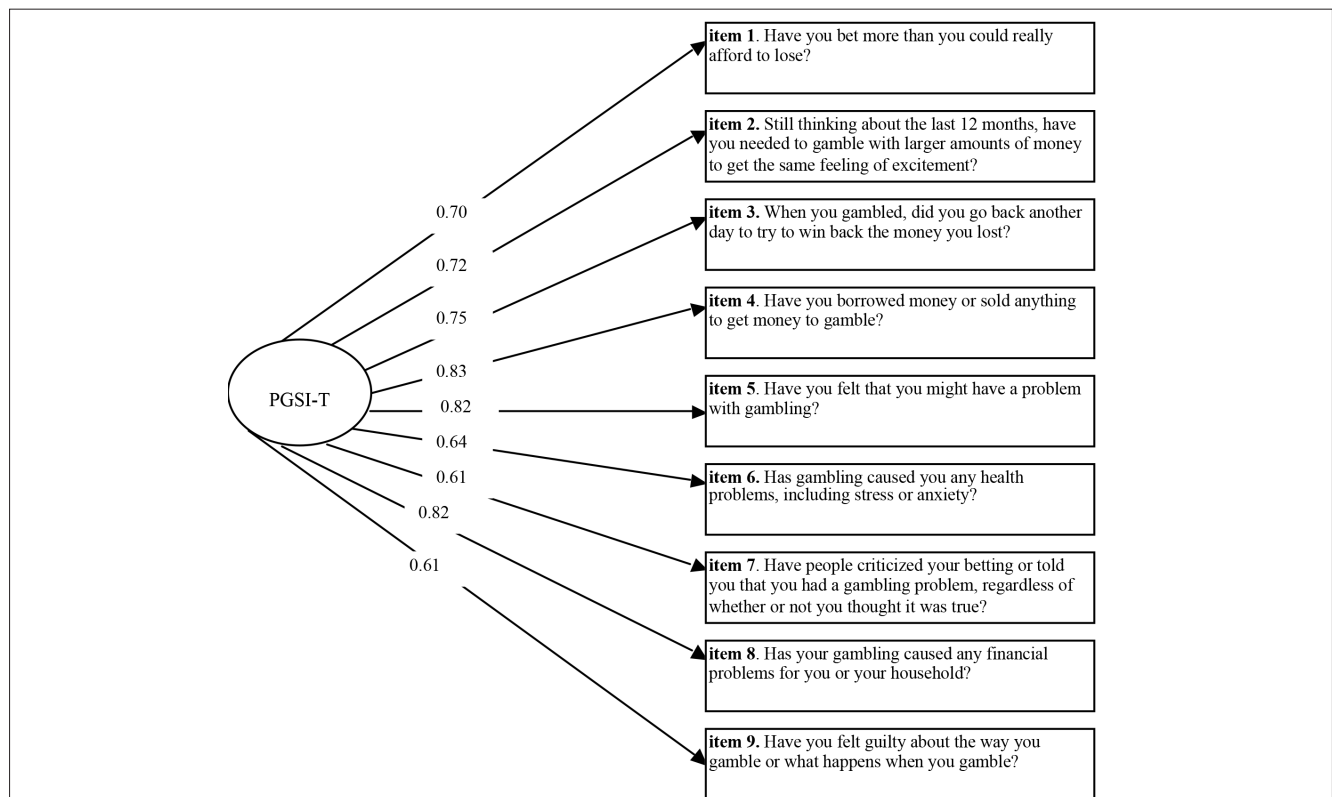 item 1. Have you bet more than you could really
afford to lose?
item 2. Still thinking about the last 12 months, have
you needed to gamble with larger amounts of money
to get the same feeling of excitement?
0.70
item 3. When you gambled, did you go back another
day to try to win back the money you lost?
0.72
item 4. Have you borrowed money or sold anything
to get money to gamble?
0.75
0.83
PGSI-T
0.82
item 5. Have you felt that you might have a problem
with gambling?
0.64
0.61
item 6. Has gambling caused you any health
problems, including stress or anxiety?
0.82
0.61
item 7. Have people criticized your betting or told
you that you had a gambling problem, regardless of
whether or not you thought it was true?
item 8. Has your gambling caused any financial
problems for you or your household?
item 9. Have you felt guilty about the way you
gamble or what happens when you gamble?